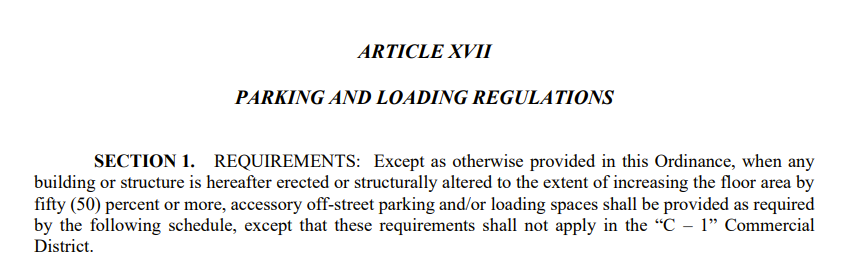 ARTICLE XVII
PARKING AND LOADING REGULATIONS
SECTION 1. REQUIREMENTS: Except as otherwise provided in this Ordinance, when any
building or structure is hereafter erected or structurally altered to the extent of increasing the floor area by
fifty (50) percent or more, accessory off-street parking and/or loading spaces shall be provided as required
by the following schedule, except that these requirements shall not apply in the “C – 1” Commercial
District.